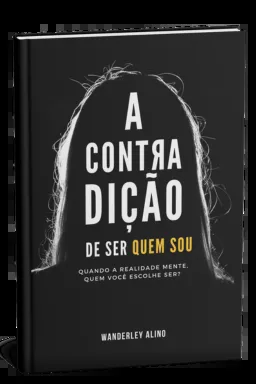 A
CONTRA
DIÇÃO
DE SER QUEM SOU
QUANDO A REALIDADE MENTE,
QUEM VOCÊ ESCOLHE SER?
WANDERLEY ALINO